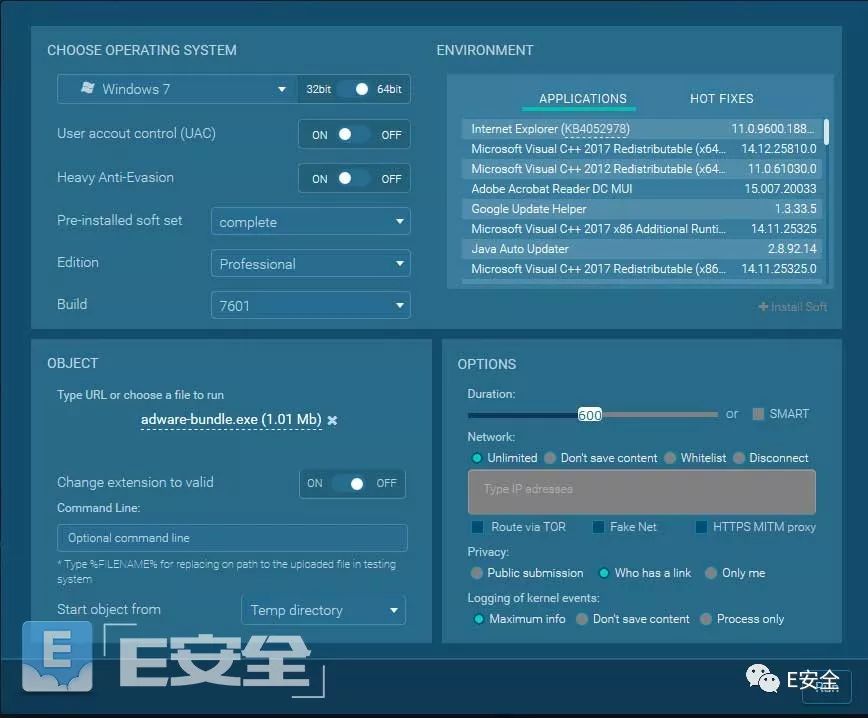 CHOOSE OPERATING SYSTEM
Windows 7
32bit
64bit
User accout control (UAC)
ON OFF
Heavy Anti-Evasion
ON OFF
Pre-installed soft set
complete
Edition
Professional
Build
7601
ENVIRONMENT
APPLICATIONS HOT FIXES
Internet Explorer (KB4052978) 11.0.9600.188...
Microsoft Visual C++ 2017 Redistributable (x64... 14.12.25810.0
Microsoft Visual C++ 2012 Redistributable (x64... 11.0.61030.0
Adobe Acrobat Reader DC MUI 15.007.20033
Google Update Helper 1.3.33.5
Microsoft Visual C++ 2017 x86 Additional Runti... 14.11.25325
Java Auto Updater 2.8.92.14
Microsoft Visual C++ 2017 Redistributable (x86... 14.11.25325.0
+ Install Soft
OBJECT
Type URL or choose a file to run
adware-bundle.exe (1.01 Mb) ×
Change extension to valid
ON OFF
Command Line:
Optional command line
* Type %FILENAME% for replacing on path to the uploaded file in testing
system
Start object from
Temp directory
OPTIONS
Duration:
600
or SMART
Network:
Unlimited Don't save content Whitelist Disconnect
Type IP adresses
Route via TOR Fake Net HTTPS MITM proxy
Privacy:
Public submission Who has a link Only me
Logging of kernel events:
Maximum info Don't save content Process only
E
E安全
E安全
Run